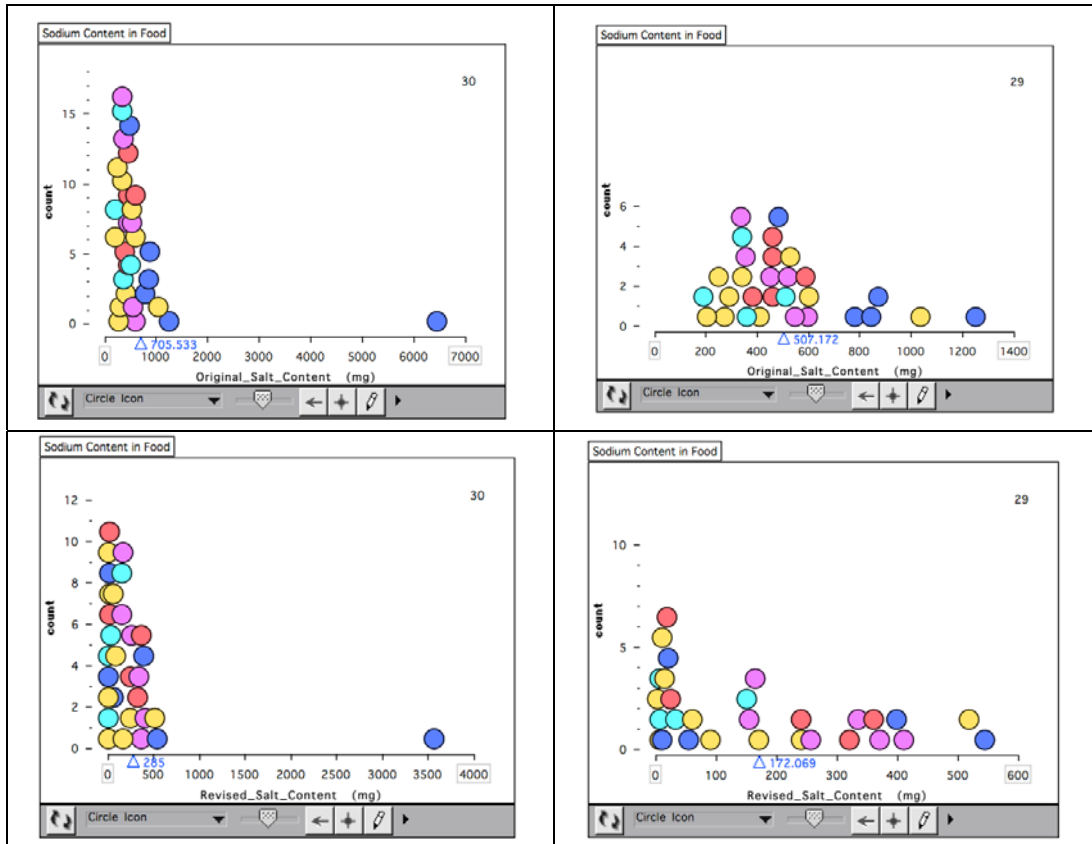 Sodium Content in Food
30
15
10
5
0
count
0 1000 2000 3000 4000 5000 6000 7000
705.533
Original_Salt_Content (mg)
Circle Icon
Sodium Content in Food
29
6
4
2
0
count
0 200 400 600 800 1000 1200 1400
507.172
Original_Salt_Content (mg)
Circle Icon
Sodium Content in Food
30
12
10
8
6
4
2
0
count
0 500 1000 1500 2000 2500 3000 3500 4000
285
Revised_Salt_Content (mg)
Circle Icon
Sodium Content in Food
29
10
5
0
count
0 100 200 300 400 500 600
172.069
Revised_Salt_Content (mg)
Circle Icon